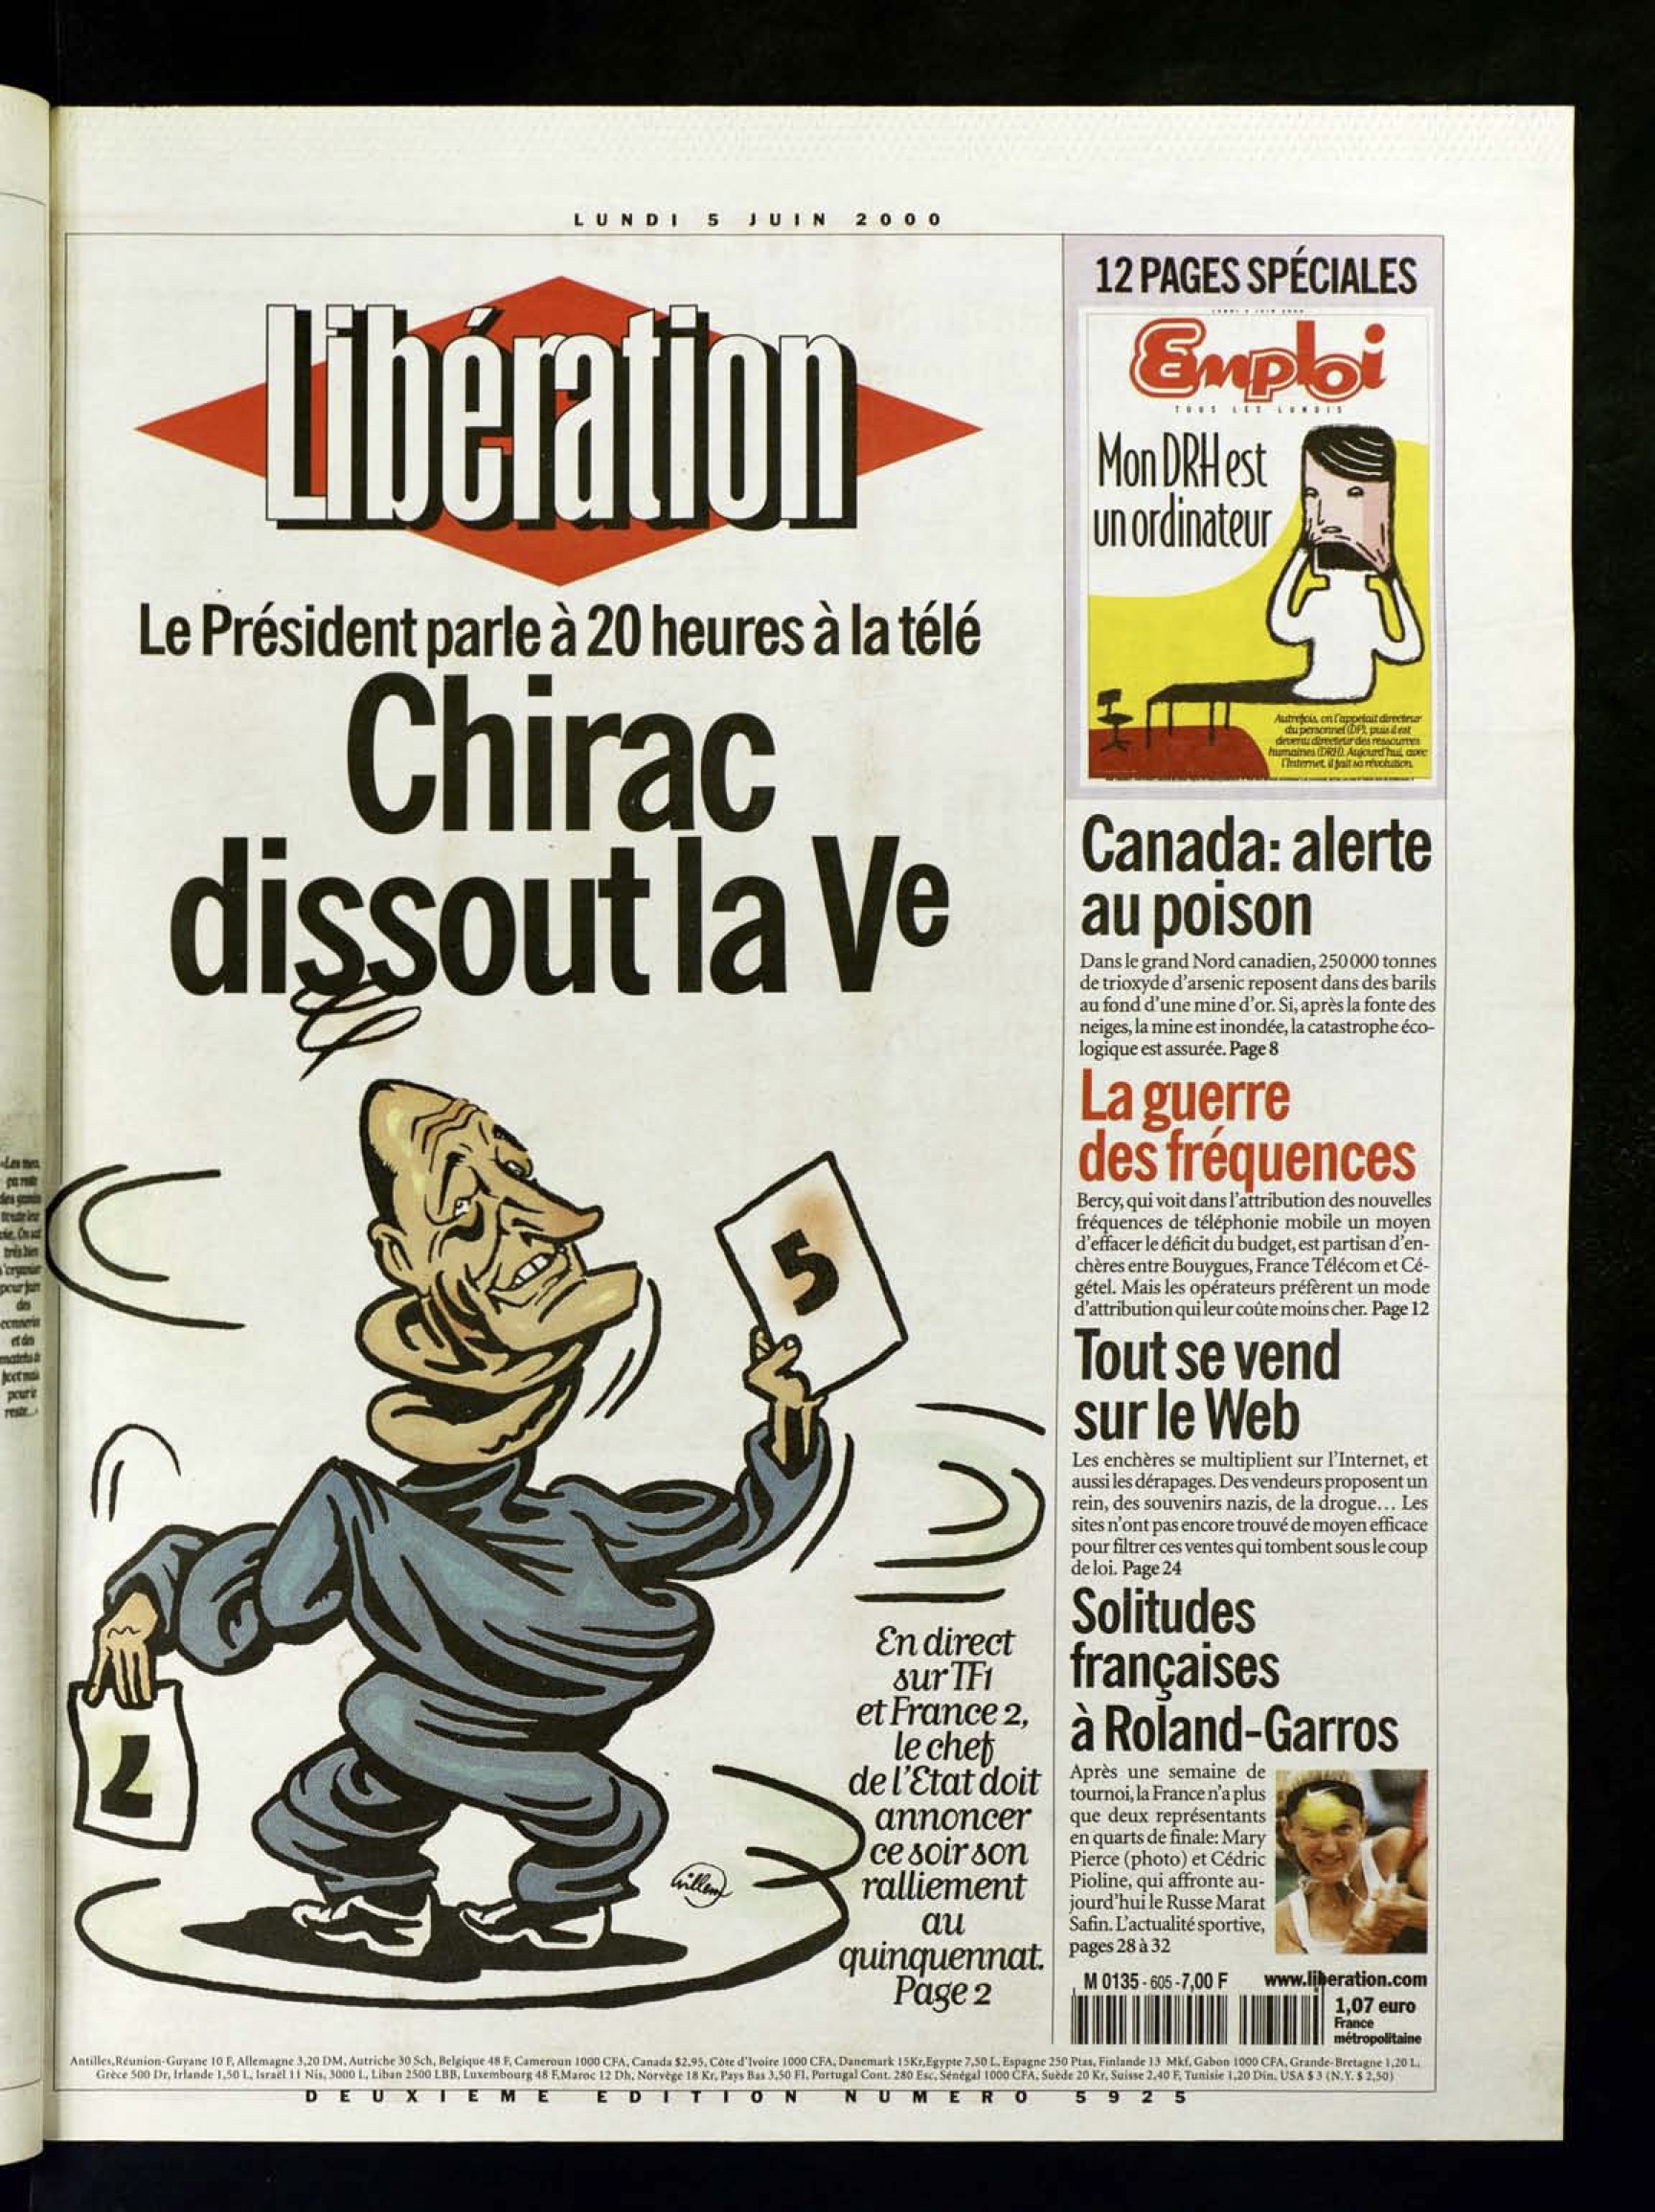 LUNDI 5 JUIN 2000
Libération
Le Président parle à 20 heures à la télé
Chirac
dissout la Ve
5
7
En direct
sur TF1
et France 2,
le chef
de l'Etat doit
annoncer
ce soir son
ralliement
au
quinquennat.
Page 2
Willem
12 PAGES SPÉCIALES
LUNDI 5 JUIN 2000
Emploi
TOUS LES LUNDIS
Mon DRH est
un ordinateur
Autrefois, on l'appelait directeur
du personnel (DP), puis il est
devenu directeur des ressources
humaines (DRH). Aujourd'hui, avec
l'Internet, il fait sa révolution.
Canada: alerte
au poison
Dans le grand Nord canadien, 250 000 tonnes
de trioxyde d'arsenic reposent dans des barils
au fond d'une mine d'or. Si, après la fonte des
neiges, la mine est inondée, la catastrophe éco-
logique est assurée. Page 8
La guerre
des fréquences
Bercy, qui voit dans l'attribution des nouvelles
fréquences de téléphonie mobile un moyen
d'effacer le déficit du budget, est partisan d'en-
chères entre Bouygues, France Télécom et Cé-
gétel. Mais les opérateurs préfèrent un mode
d'attribution qui leur coûte moins cher. Page 12
Tout se vend
sur le Web
Les enchères se multiplient sur l'Internet, et
aussi les dérapages. Des vendeurs proposent un
rein, des souvenirs nazis, de la drogue... Les
sites n'ont pas encore trouvé de moyen efficace
pour filtrer ces ventes qui tombent sous le coup
de loi. Page 24
Solitudes
françaises
à Roland-Garros
Après une semaine de
tournoi, la France n'a plus
que deux représentants
en quarts de finale: Mary
Pierce (photo) et Cédric
Pioline, qui affronte au-
jourd'hui le Russe Marat
Safin. L'actualité sportive,
pages 28 à 32
M 0135 - 605 - 7,00 F
www.liberation.com
1,07 euro
France
métropolitaine
Antilles, Réunion-Guyane 10 F, Allemagne 3,20 DM, Autriche 30 Sch, Belgique 48 F, Cameroun 1000 CFA, Canada $2.95, Côte d'Ivoire 1000 CFA, Danemark 15Kr, Egypte 7,50 L, Espagne 250 Ptas, Finlande 13 Mkf, Gabon 1000 CFA, Grande-Bretagne 1,20 L,
Grèce 500 Dr, Irlande 1,50 L, Israël 11 Nis, 3000 L, Liban 2500 LBB, Luxembourg 48 F, Maroc 12 Dh, Norvège 18 Kr, Pays Bas 3,50 Fl, Portugal Cont. 280 Esc, Sénégal 1000 CFA, Suède 20 Kr, Suisse 2,40 F, Tunisie 1,20 Din, USA $ 3 (N.Y. $ 2,50)
DEUXIEME EDITION NUMERO 5925